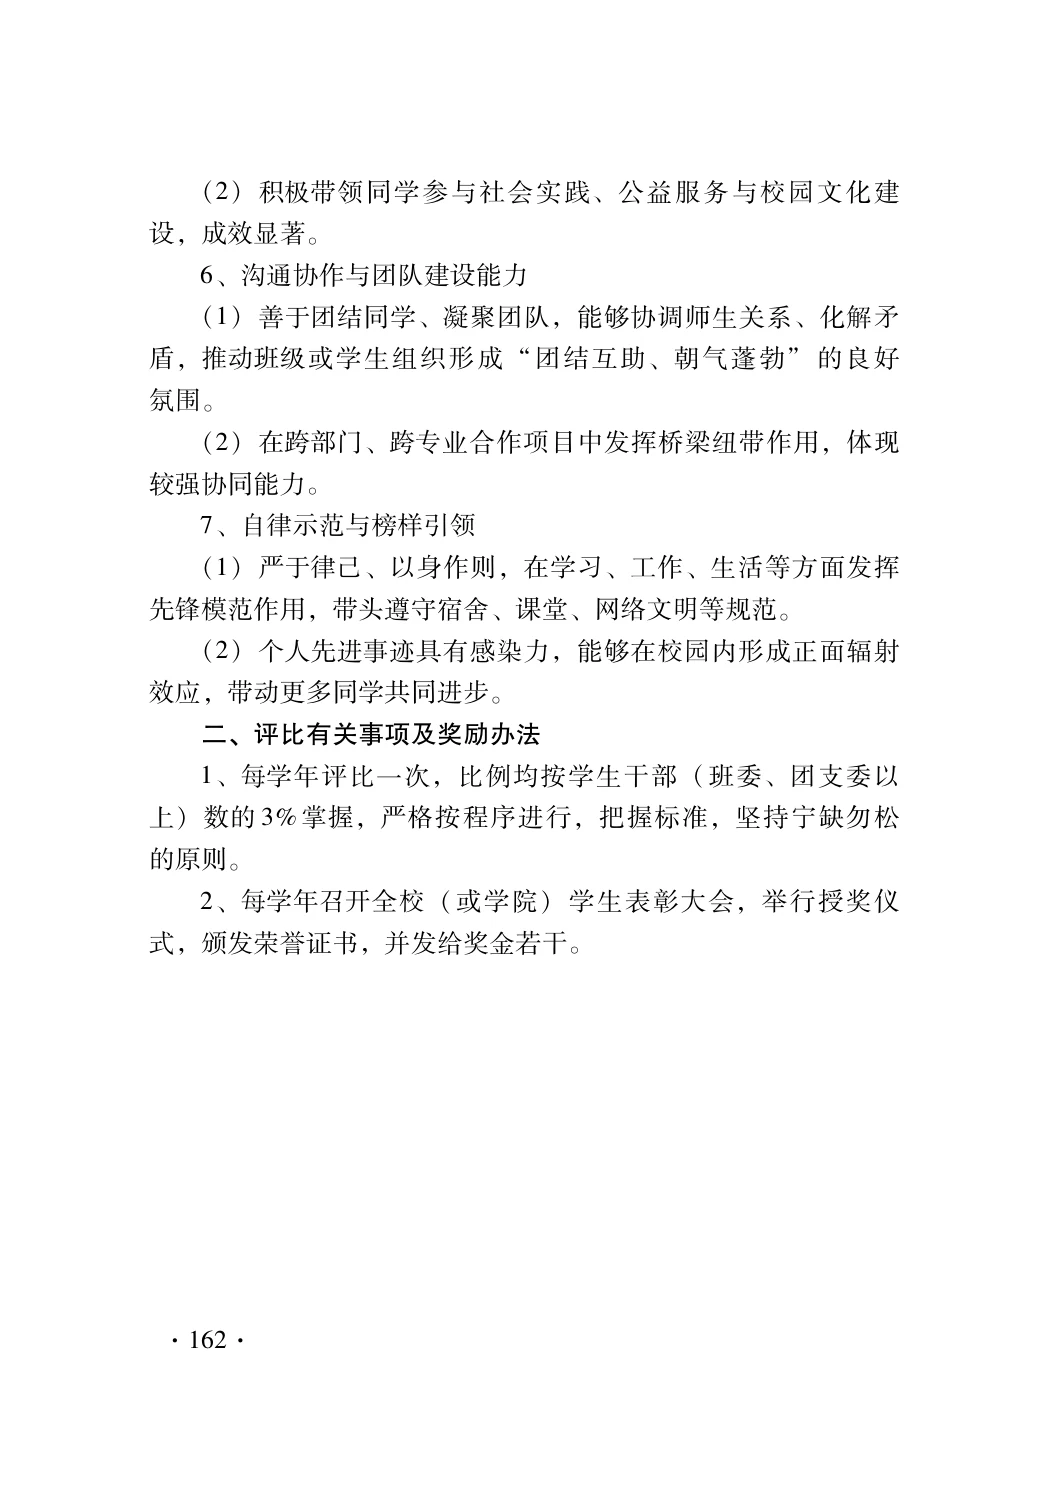 （2）积极带领同学参与社会实践、公益服务与校园文化建
设，成效显著。
6、沟通协作与团队建设能力
（1）善于团结同学、凝聚团队，能够协调师生关系、化解矛
盾，推动班级或学生组织形成“团结互助、朝气蓬勃”的良好
氛围。
（2）在跨部门、跨专业合作项目中发挥桥梁纽带作用，体现
较强协同能力。
7、自律示范与榜样引领
（1）严于律己、以身作则，在学习、工作、生活等方面发挥
先锋模范作用，带头遵守宿舍、课堂、网络文明等规范。
（2）个人先进事迹具有感染力，能够在校园内形成正面辐射
效应，带动更多同学共同进步。
二、评比有关事项及奖励办法
1、每学年评比一次，比例均按学生干部（班委、团支委以
上）数的3%掌握，严格按程序进行，把握标准，坚持宁缺勿松
的原则。
2、每学年召开全校（或学院）学生表彰大会，举行授奖仪
式，颁发荣誉证书，并发给奖金若干。
·162·